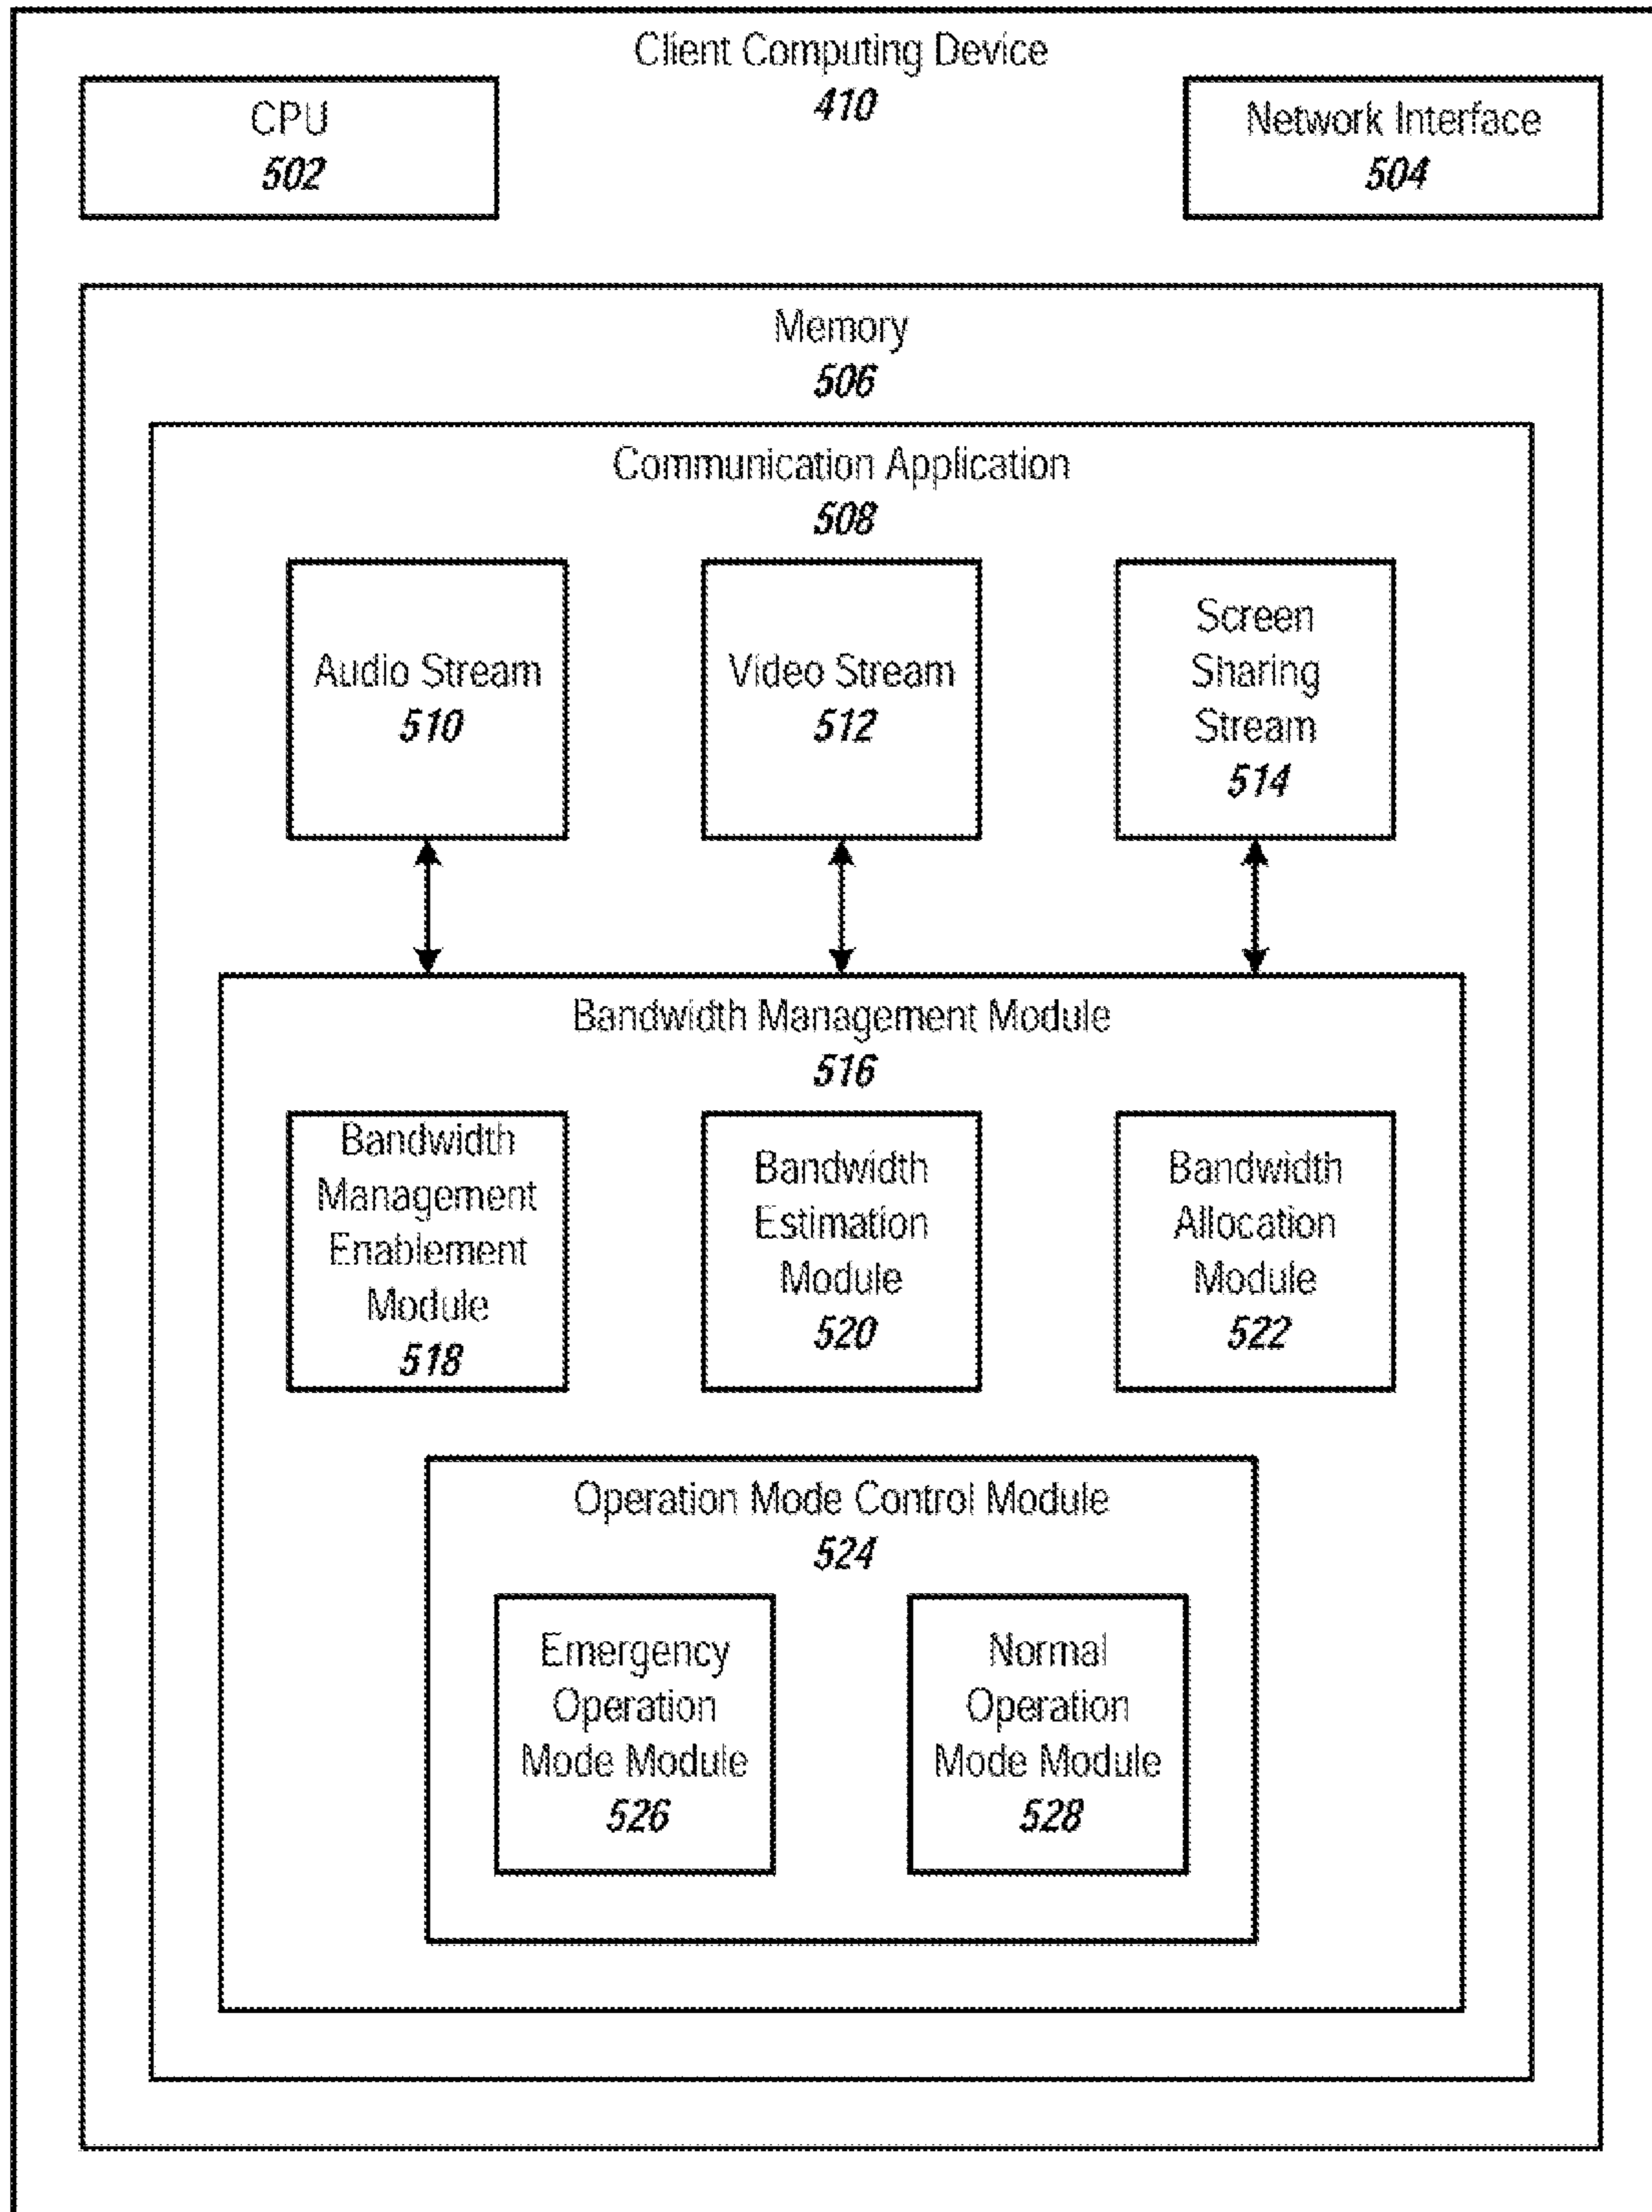 Client Computing Device
410
CPU
502
Network Interface
504
Memory
506
Communication Application
508
Audio Stream
510
Video Stream
512
Screen
Sharing
Stream
514
Bandwidth Management Module
516
Bandwidth
Management
Enablement
Module
518
Bandwidth
Estimation
Module
520
Bandwidth
Allocation
Module
522
Operation Mode Control Module
524
Emergency
Operation
Mode Module
526
Normal
Operation
Mode Module
528